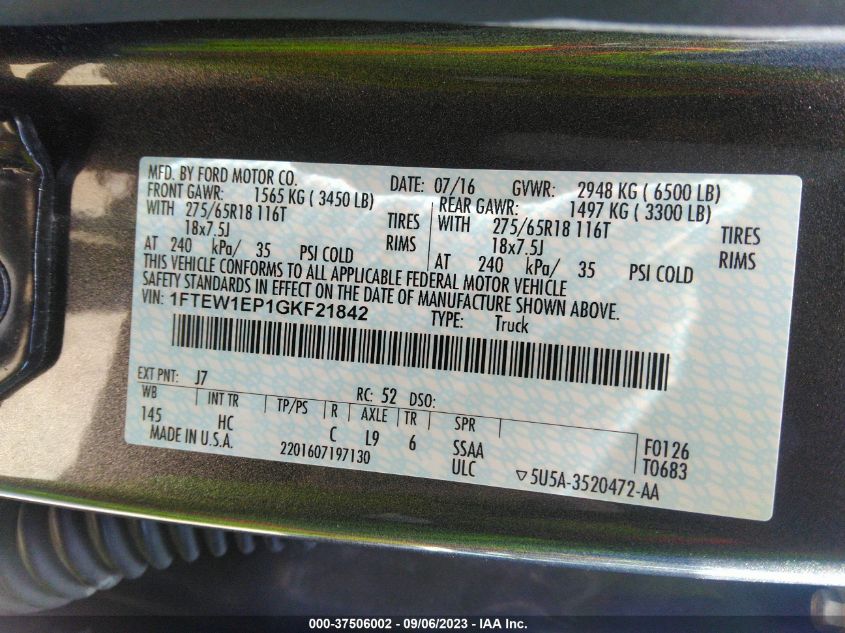 MFD. BY FORD MOTOR CO. DATE: 07/16 GVWR: 2948 KG ( 6500 LB)
FRONT GAWR: 1565 KG ( 3450 LB) REAR GAWR: 1497 KG ( 3300 LB)
WITH 275/65R18 116T TIRES WITH 275/65R18 116T TIRES
18x7.5J RIMS 18x7.5J RIMS
AT 240 kPa/ 35 PSI COLD AT 240 kPa/ 35 PSI COLD
THIS VEHICLE CONFORMS TO ALL APPLICABLE FEDERAL MOTOR VEHICLE
SAFETY STANDARDS IN EFFECT ON THE DATE OF MANUFACTURE SHOWN ABOVE.
VIN: 1FTEW1EP1GKF21842 TYPE: Truck
EXT PNT: J7 RC: 52 DSO:
WB INT TR TP/PS R AXLE TR SPR
145 HC C L9 6 SSAA F0126
MADE IN U.S.A. 2201607197130 ULC T0683
▽5U5A-3520472-AA
000-37506002 - 09/06/2023 - IAA Inc.